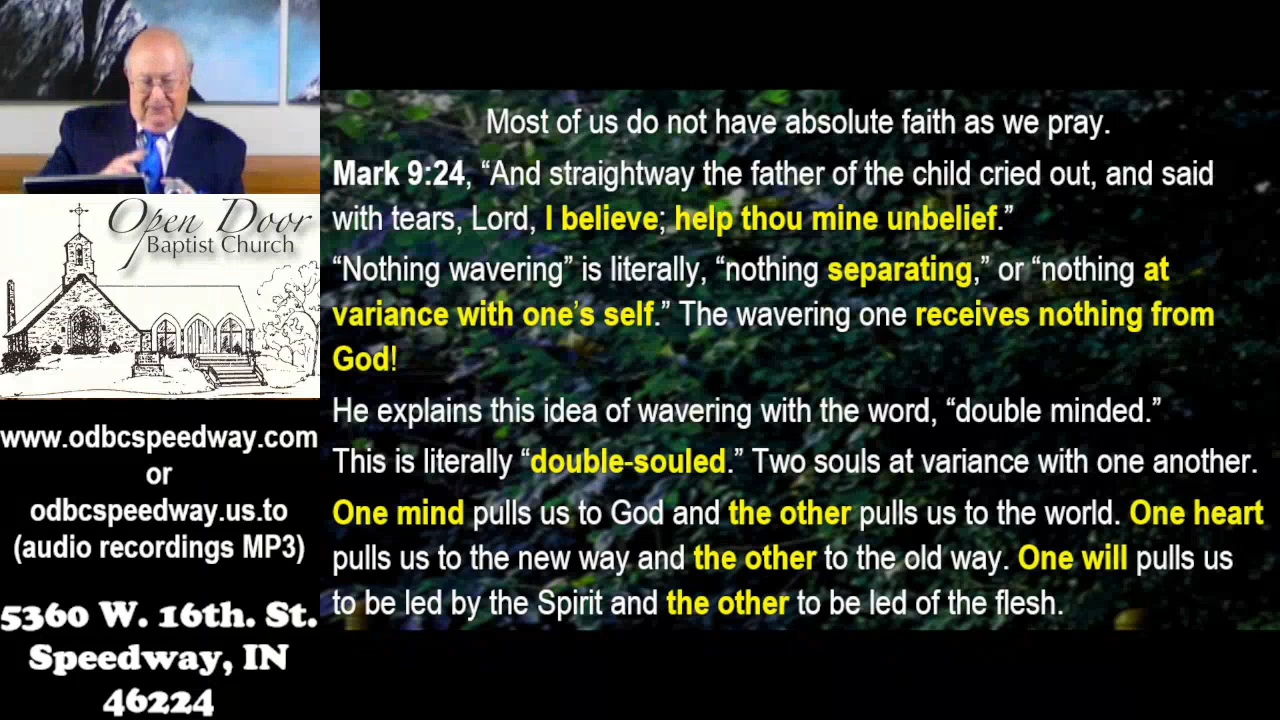 Open Door
Baptist Church
www.odbcspeedway.com
or
odbcspeedway.us.to
(audio recordings MP3)
5360 W. 16th. St.
Speedway, IN
46224
Most of us do not have absolute faith as we pray.
Mark 9:24, “And straightway the father of the child cried out, and said
with tears, Lord, I believe; help thou mine unbelief.”
“Nothing wavering” is literally, “nothing separating,” or “nothing at
variance with one’s self.” The wavering one receives nothing from
God!
He explains this idea of wavering with the word, “double minded.”
This is literally “double-souled.” Two souls at variance with one another.
One mind pulls us to God and the other pulls us to the world. One heart
pulls us to the new way and the other to the old way. One will pulls us
to be led by the Spirit and the other to be led of the flesh.